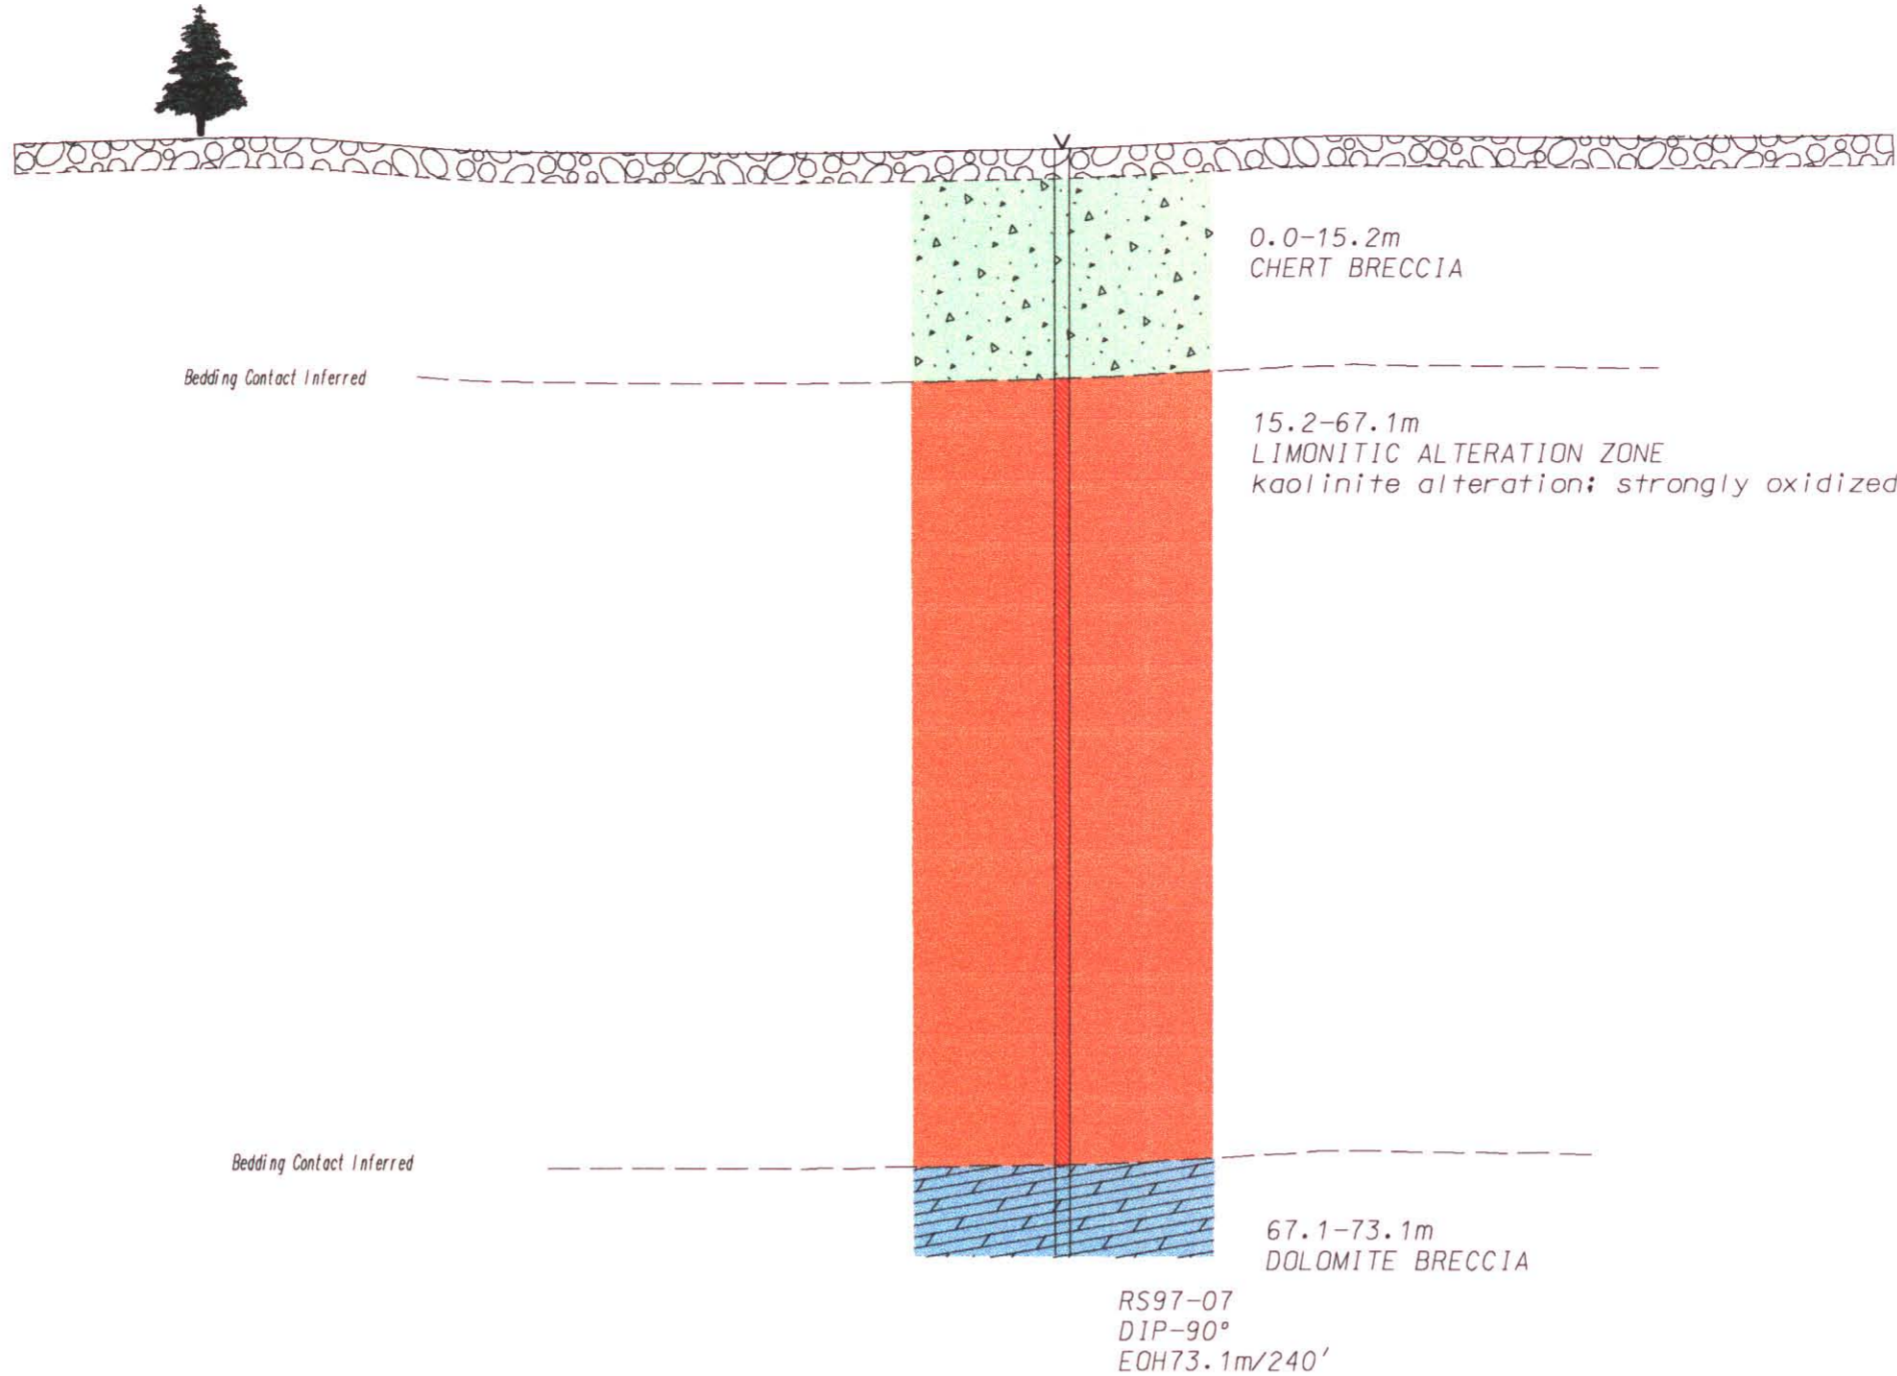 0.0-15.2m
CHERT BRECCIA
Bedding Contact Inferred
15.2-67.1m
LIMONITIC ALTERATION ZONE
kaolinite alteration; strongly oxidized
Bedding Contact Inferred
67.1-73.1m
DOLOMITE BRECCIA
RS97-07
DIP-90°
EOH73.1m/240'